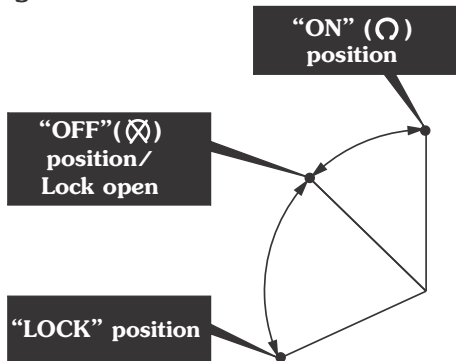 “ON” ( )
position
“OFF”( )
position/
Lock open
“LOCK” position